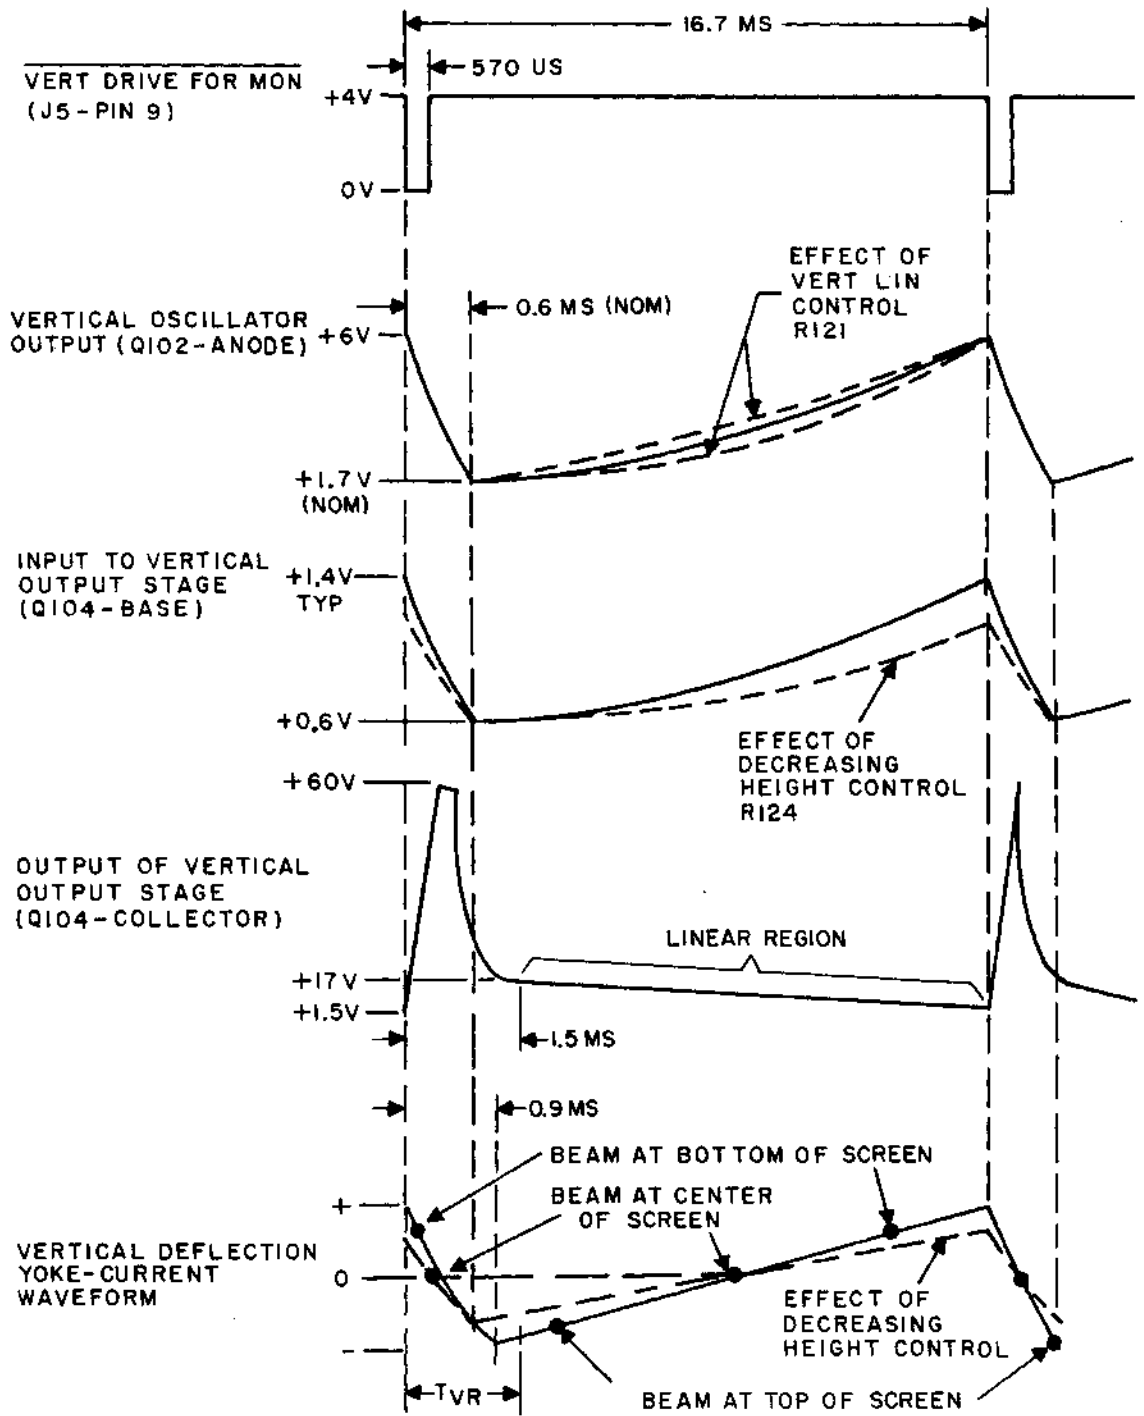 16.7 MS
570 US
VERT DRIVE FOR MON
(J5-PIN 9)
+4V
0V
EFFECT OF
VERT LIN
CONTROL
R121
0.6 MS (NOM)
VERTICAL OSCILLATOR
OUTPUT (Q102-ANODE)
+6V
+1.7V
(NOM)
INPUT TO VERTICAL
OUTPUT STAGE
(Q104-BASE)
+1.4V
TYP
+0.6V
EFFECT OF
DECREASING
HEIGHT CONTROL
R124
+60V
OUTPUT OF VERTICAL
OUTPUT STAGE
(Q104-COLLECTOR)
LINEAR REGION
+17V
+1.5V
1.5 MS
0.9 MS
BEAM AT BOTTOM OF SCREEN
BEAM AT CENTER
OF SCREEN
+
VERTICAL DEFLECTION
YOKE-CURRENT
WAVEFORM
0
EFFECT OF
DECREASING
HEIGHT CONTROL
-
TVR
BEAM AT TOP OF SCREEN